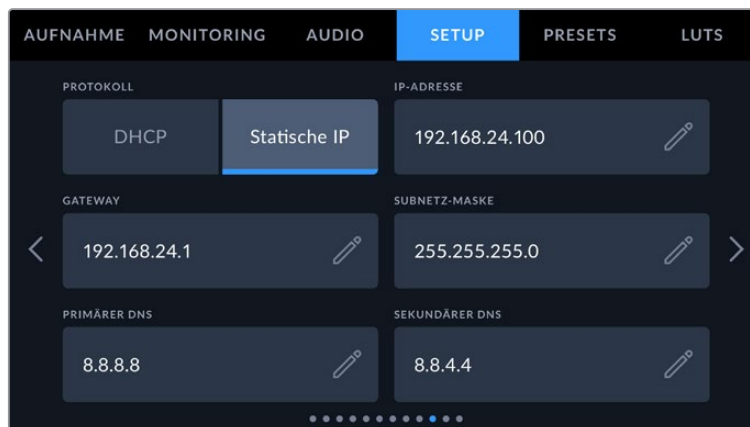 AUFNAHME MONITORING AUDIO SETUP PRESETS LUTS
PROTOKOLL IP-ADRESSE
DHCP Statische IP 192.168.24.100
GATEWAY SUBNETZ-MASKE
192.168.24.1 255.255.255.0
PRIMÄRER DNS SEKUNDÄRER DNS
8.8.8.8 8.8.4.4